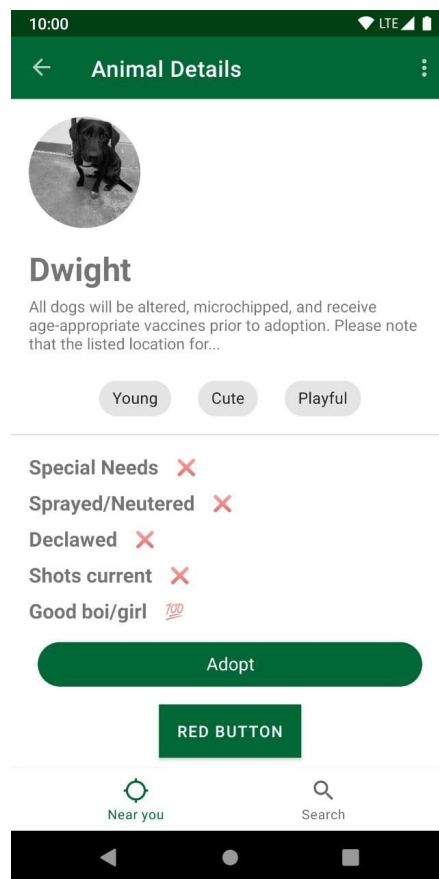 10:00 LTE
Animal Details
Dwight
All dogs will be altered, microchipped, and receive
age-appropriate vaccines prior to adoption. Please note
that the listed location for...
Young Cute Playful
Special Needs ❌
Sprayed/Neutered ❌
Declawed ❌
Shots current ❌
Good boi/girl 💯
Adopt
RED BUTTON
Near you Search